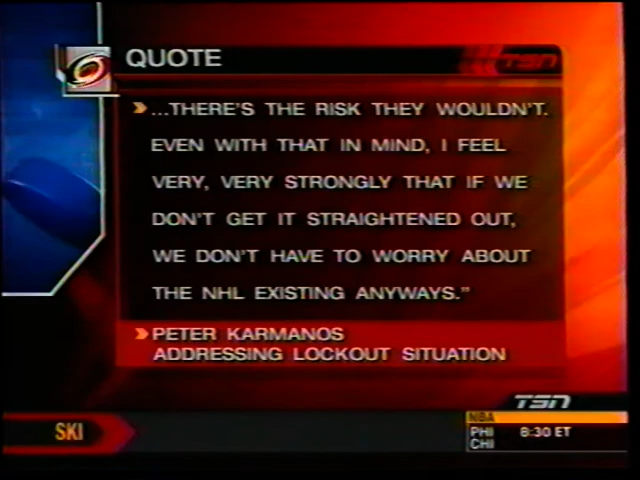 QUOTE
TSN
...THERE'S THE RISK THEY WOULDN'T.
EVEN WITH THAT IN MIND, I FEEL
VERY, VERY STRONGLY THAT IF WE
DON'T GET IT STRAIGHTENED OUT,
WE DON'T HAVE TO WORRY ABOUT
THE NHL EXISTING ANYWAYS."
PETER KARMANOS
ADDRESSING LOCKOUT SITUATION
TSN
SKI
NBA
PHI 8:30 ET
CHI